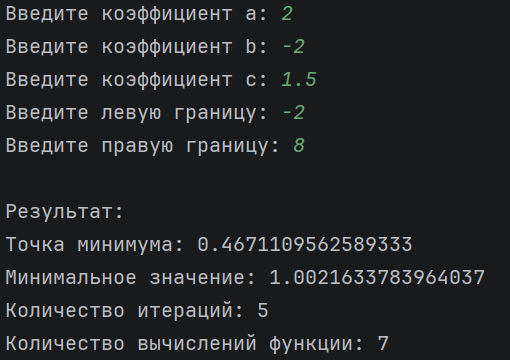 Введите коэффициент a: 2
Введите коэффициент b: -2
Введите коэффициент c: 1.5
Введите левую границу: -2
Введите правую границу: 8
Результат:
Точка минимума: 0.4671109562589333
Минимальное значение: 1.0021633783964037
Количество итераций: 5
Количество вычислений функции: 7